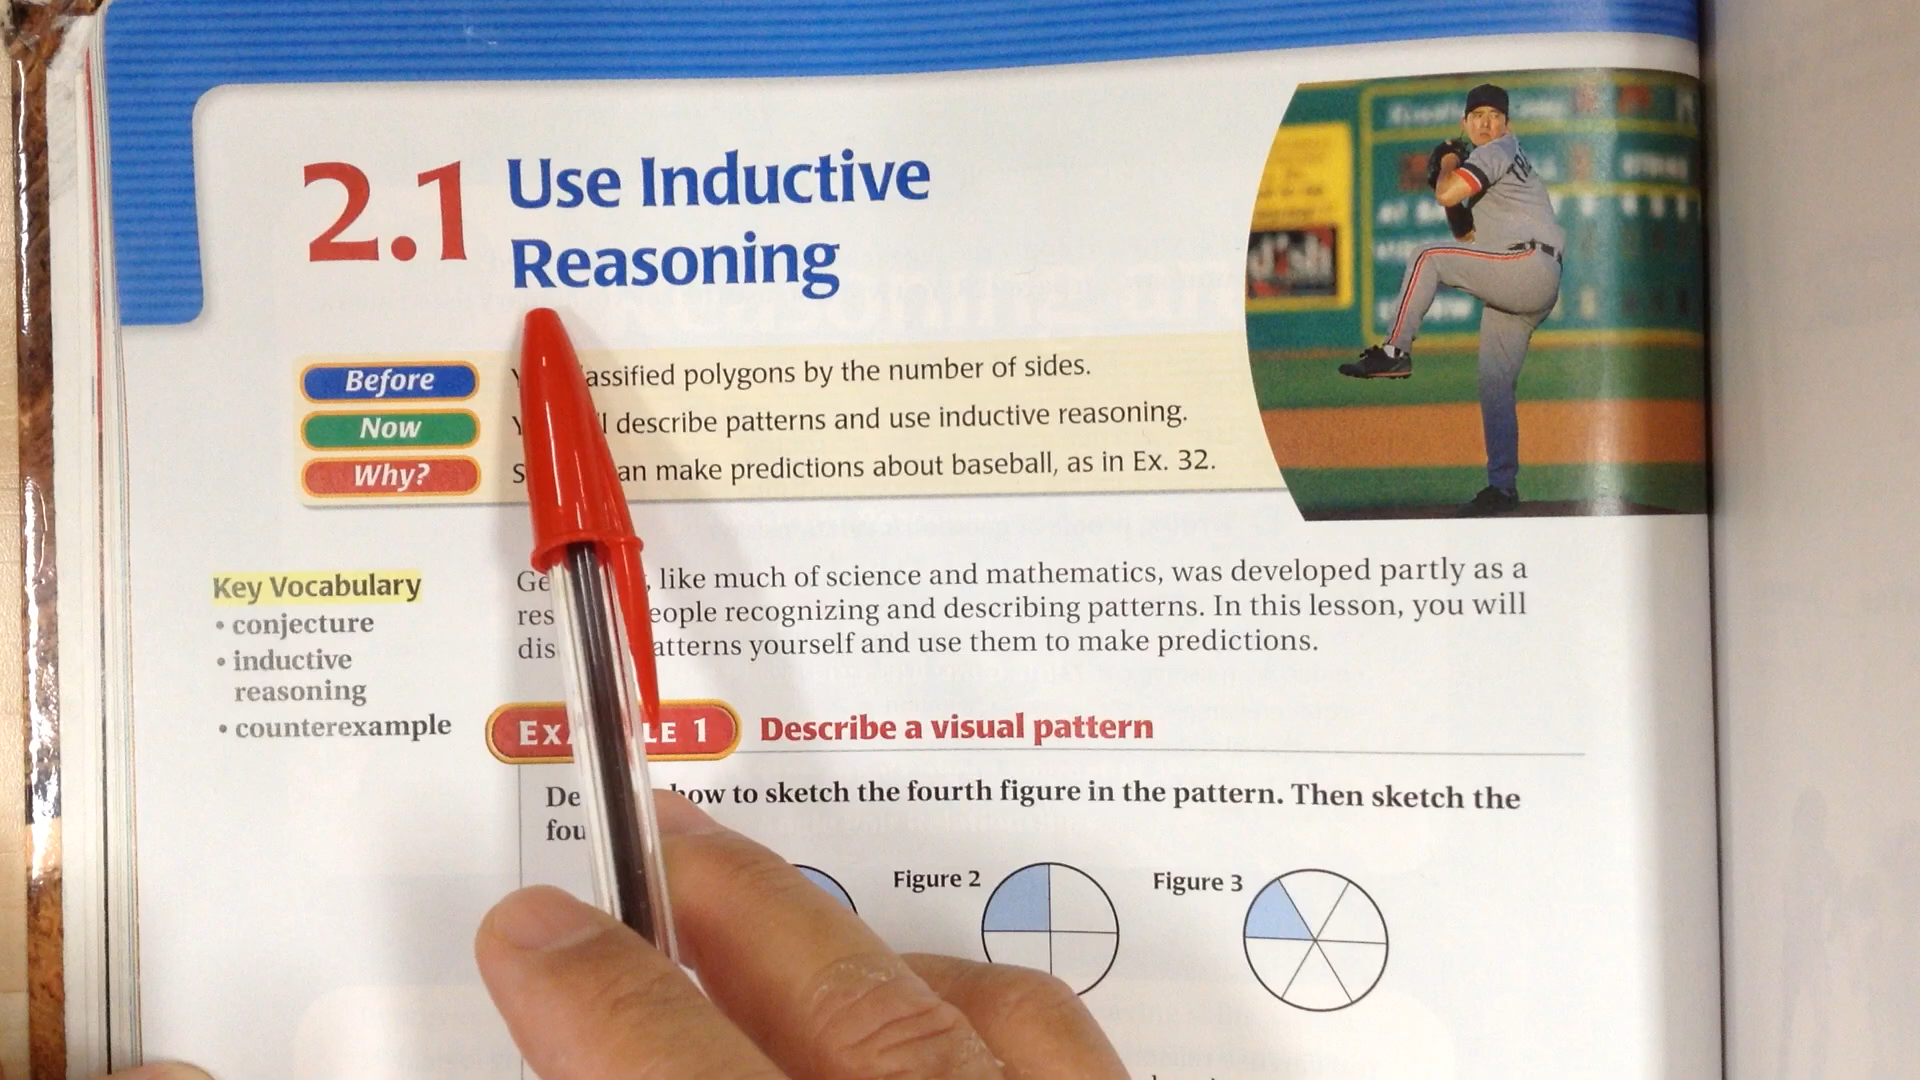 2.1 Use Inductive
Reasoning
Before
assified polygons by the number of sides.
Now
describe patterns and use inductive reasoning.
Why?
an make predictions about baseball, as in Ex. 32.
Key Vocabulary
• conjecture
• inductive
reasoning
• counterexample
like much of science and mathematics, was developed partly as a
eople recognizing and describing patterns. In this lesson, you will
atterns yourself and use them to make predictions.
1 Describe a visual pattern
how to sketch the fourth figure in the pattern. Then sketch the
Figure 2
Figure 3